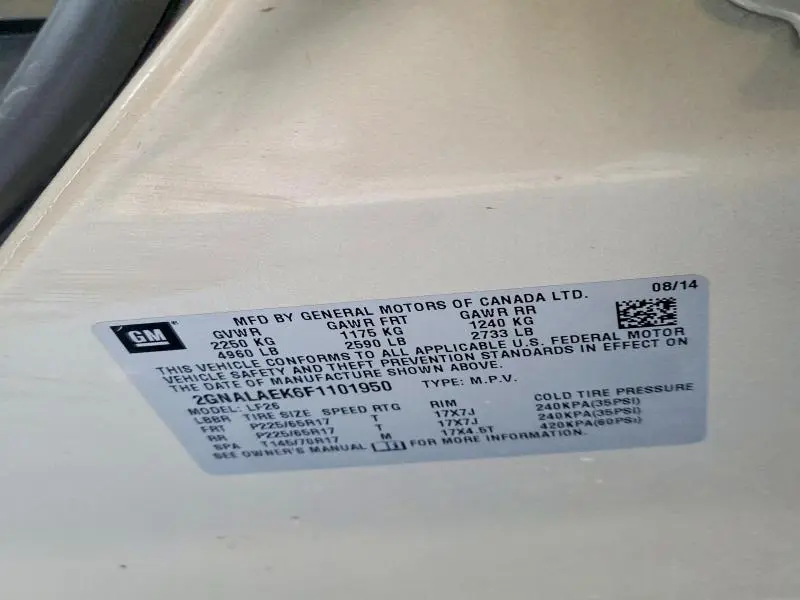 GM
MFD BY GENERAL MOTORS OF CANADA LTD. 08/14
GVWR GAWR FRT GAWR RR
2250 KG 1175 KG 1240 KG
4960 LB 2590 LB 2733 LB
THIS VEHICLE CONFORMS TO ALL APPLICABLE U.S. FEDERAL MOTOR
VEHICLE SAFETY AND THEFT PREVENTION STANDARDS IN EFFECT ON
THE DATE OF MANUFACTURE SHOWN ABOVE.
2GNALAEK6F1101950 TYPE: M.P.V.
MODEL: LF26
LBBR TIRE SIZE SPEED RTG RIM COLD TIRE PRESSURE
FRT P225/65R17 T 17X7J 240KPA(35PSI)
RR P225/65R17 T 17X7J 240KPA(35PSI)
SPA T145/70R17 M 17X4.5T 420KPA(60PSI)
SEE OWNER'S MANUAL FOR MORE INFORMATION.